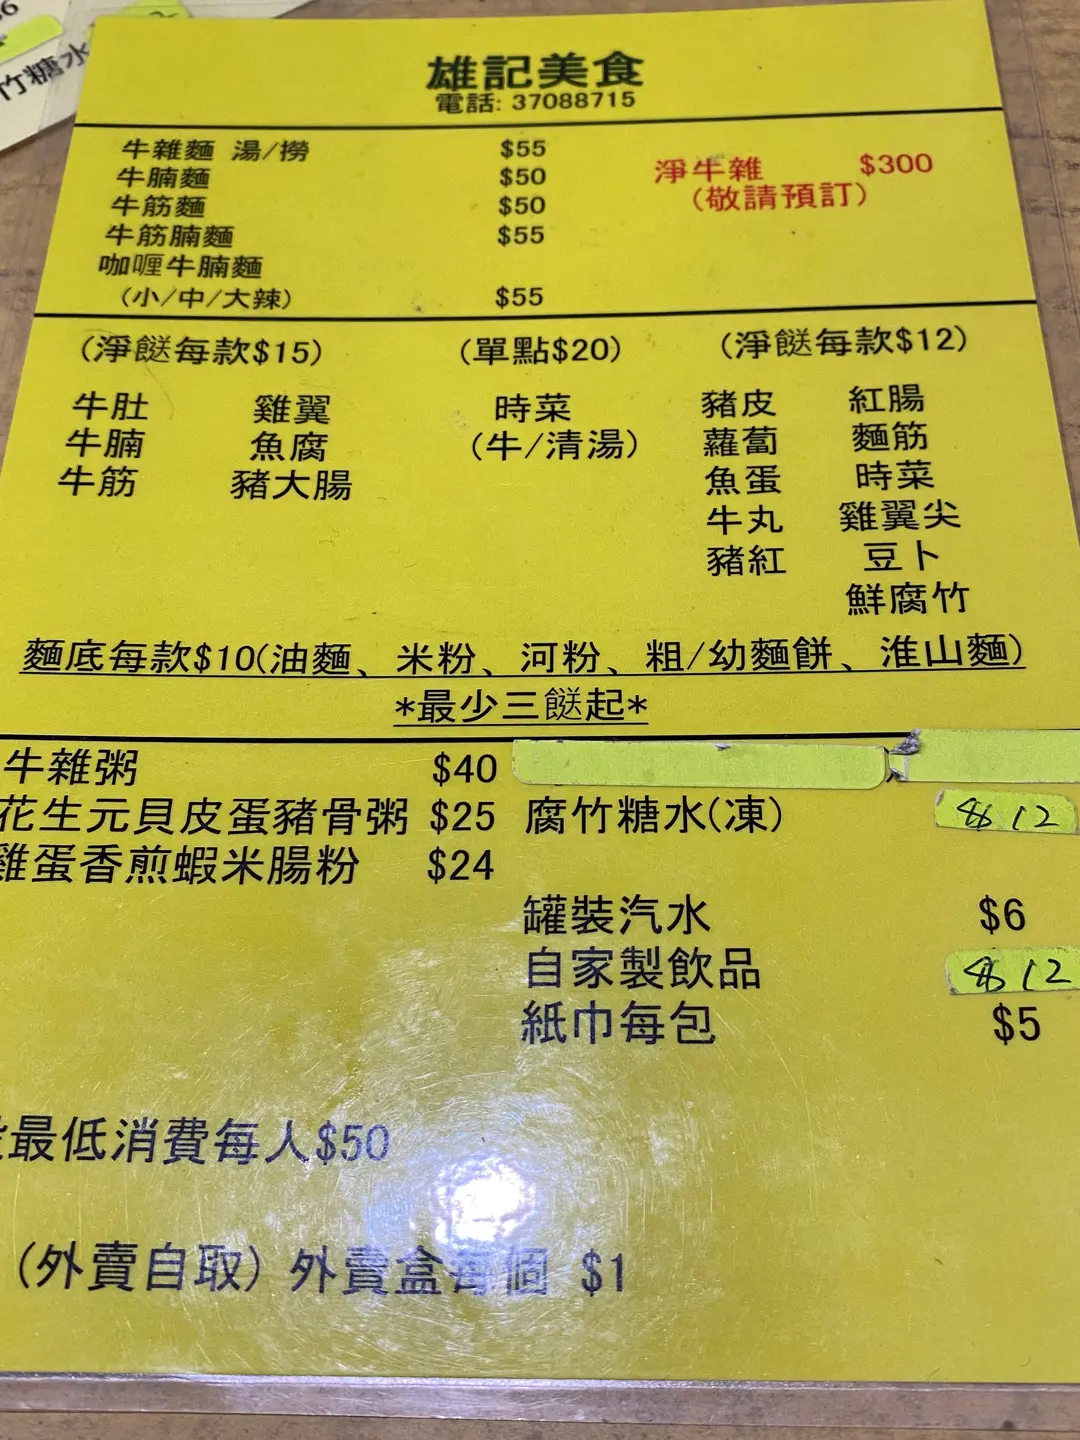 竹糖水
雄記美食
電話: 37088715
牛雜麵 湯/撈 $55
牛腩麵 $50
牛筋麵 $50
牛筋腩麵 $55
咖喱牛腩麵
(小/中/大辣) $55
淨牛雜 $300
(敬請預訂)
(淨餸每款$15)
牛肚 雞翼
牛腩 魚腐
牛筋 豬大腸
(單點$20)
時菜
(牛/清湯)
(淨餸每款$12)
豬皮 紅腸
蘿蔔 麵筋
魚蛋 時菜
牛丸 雞翼尖
豬紅 豆卜
鮮腐竹
麵底每款$10(油麵、米粉、河粉、粗/幼麵餅、淮山麵)
*最少三餸起*
牛雜粥 $40
花生元貝皮蛋豬骨粥 $25
雞蛋香煎蝦米腸粉 $24
腐竹糖水(凍) $12
罐裝汽水 $6
自家製飲品 $12
紙巾每包 $5
最低消費每人$50
(外賣自取) 外賣盒每個 $1